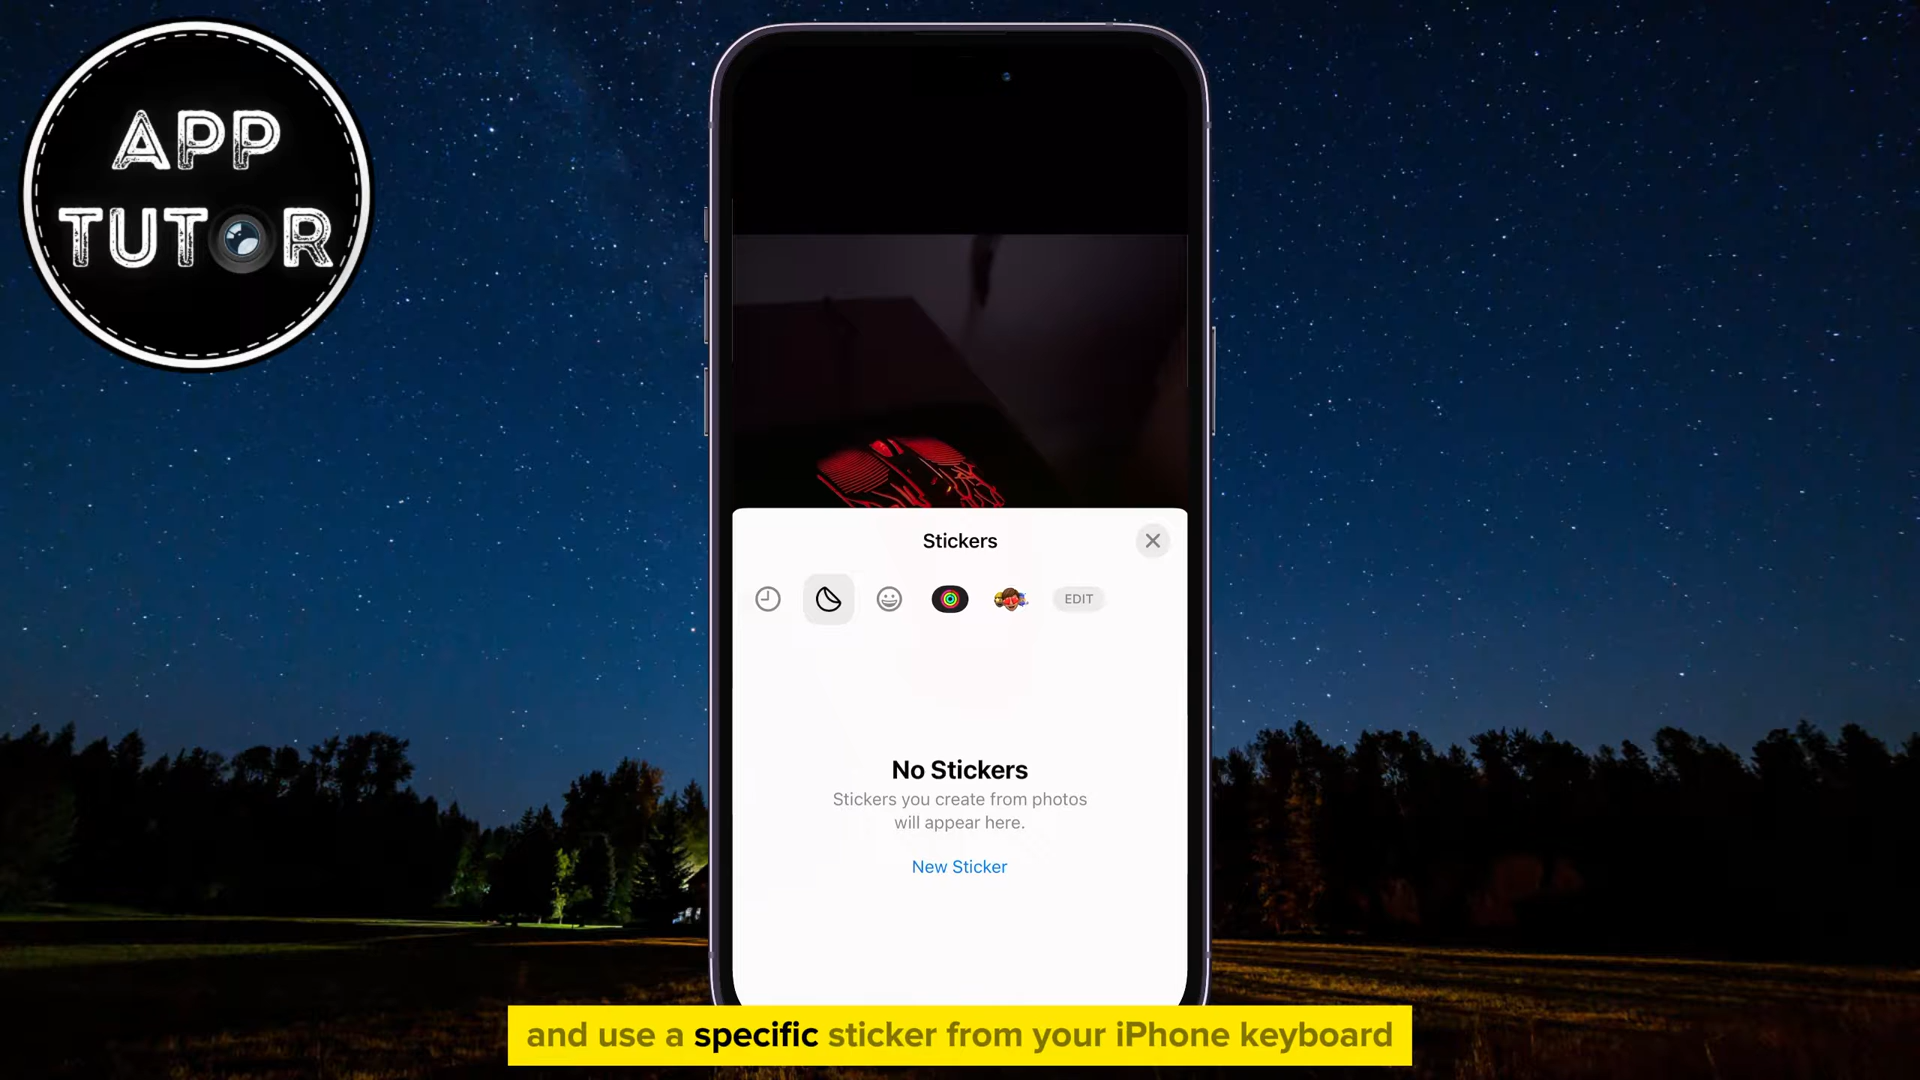 APP
TUTOR
Stickers
EDIT
No Stickers
Stickers you create from photos
will appear here.
New Sticker
and use a specific sticker from your iPhone keyboard